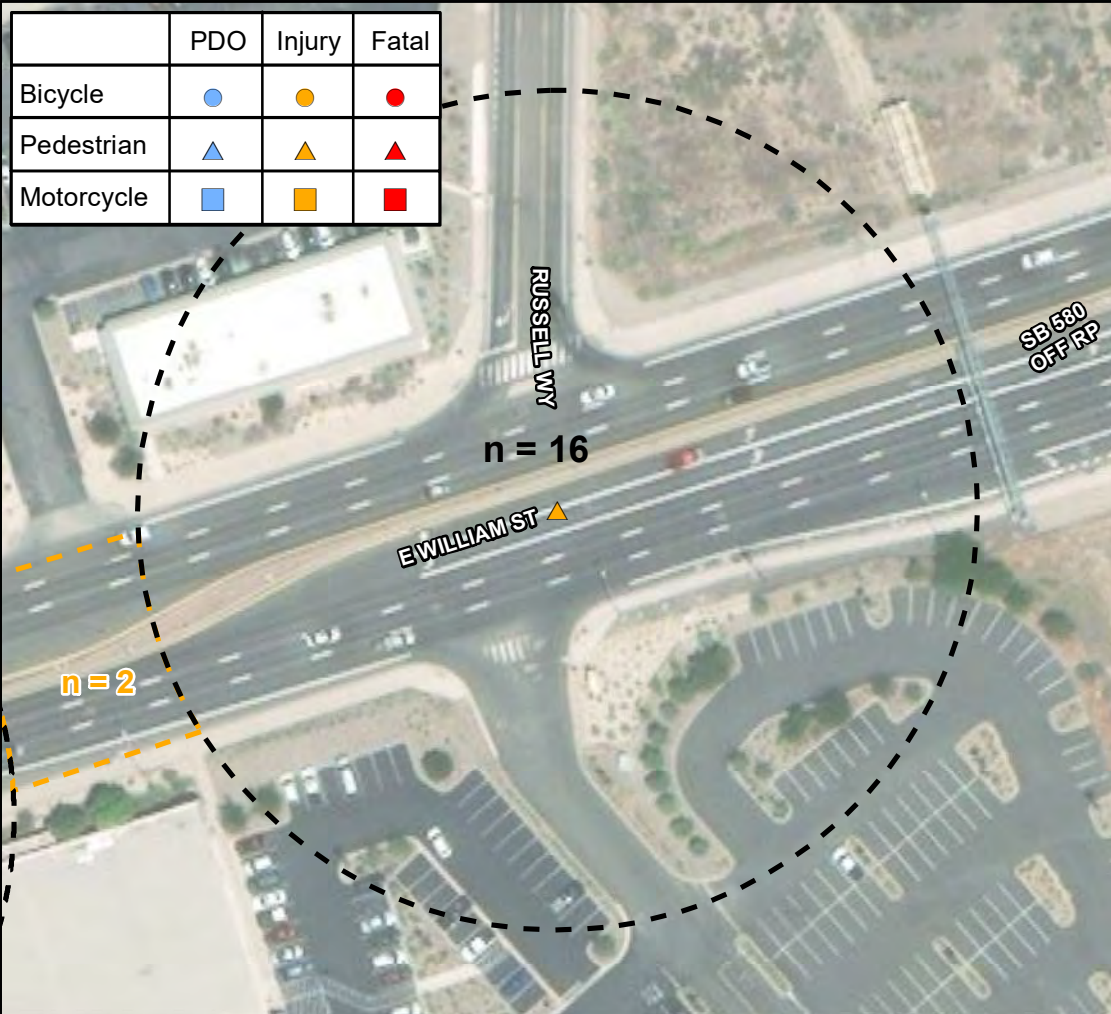 PDO Injury Fatal
Bicycle
Pedestrian
Motorcycle
RUSSELL WY
SB 580
OFF RP
n = 16
E WILLIAM ST
n = 2